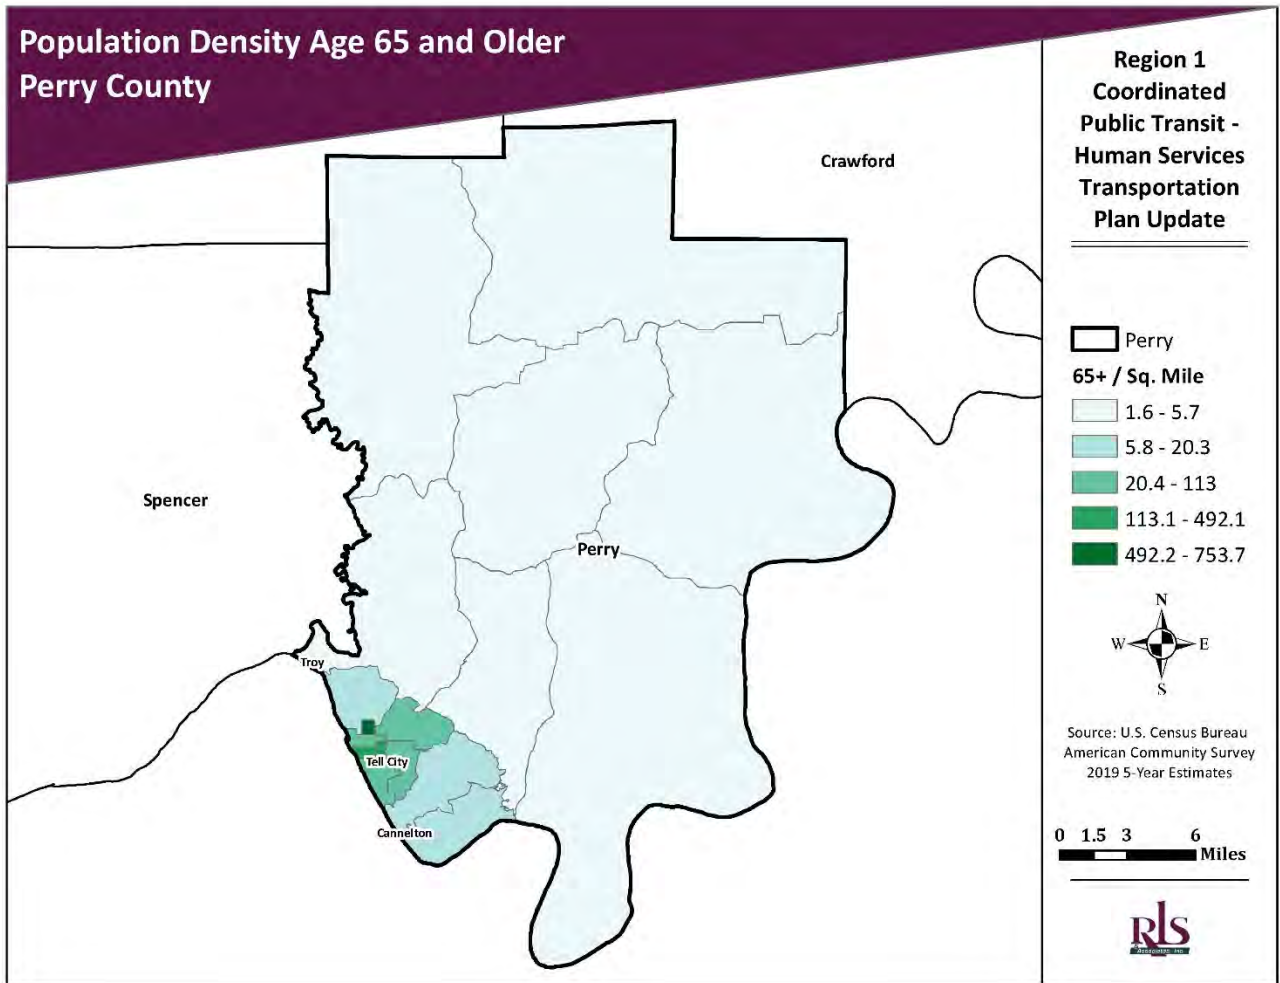 Population Density Age 65 and Older
Perry County
Region 1
Coordinated
Public Transit -
Human Services
Transportation
Plan Update
Crawford
Spencer
Perry
Troy
Tell City
Cannelton
Perry
65+ / Sq. Mile
1.6 - 5.7
5.8 - 20.3
20.4 - 113
113.1 - 492.1
492.2 - 753.7
N
W E
S
Source: U.S. Census Bureau
American Community Survey
2019 5-Year Estimates
0 1.5 3 6
Miles
RLS